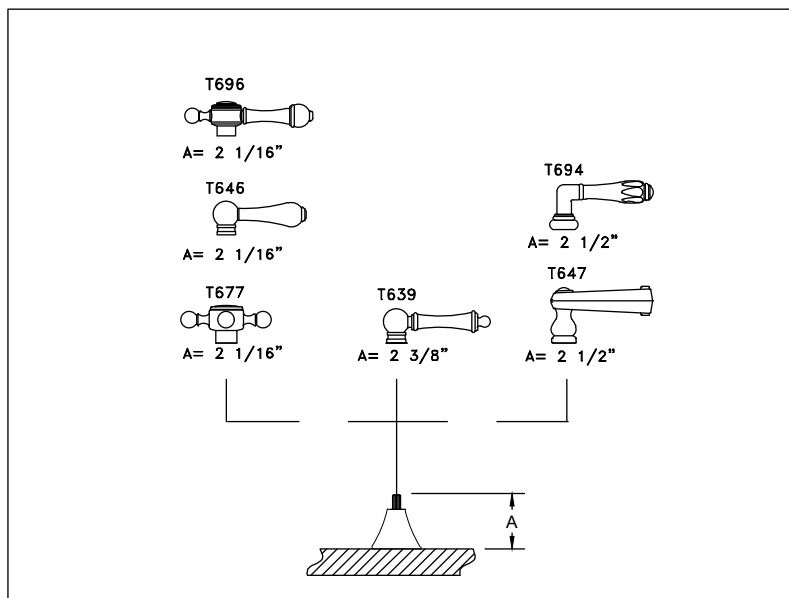 T696
A= 2 1/16”
T646
A= 2 1/16”
T677
A= 2 1/16”
T639
A= 2 3/8”
T694
A= 2 1/2”
T647
A= 2 1/2”
A